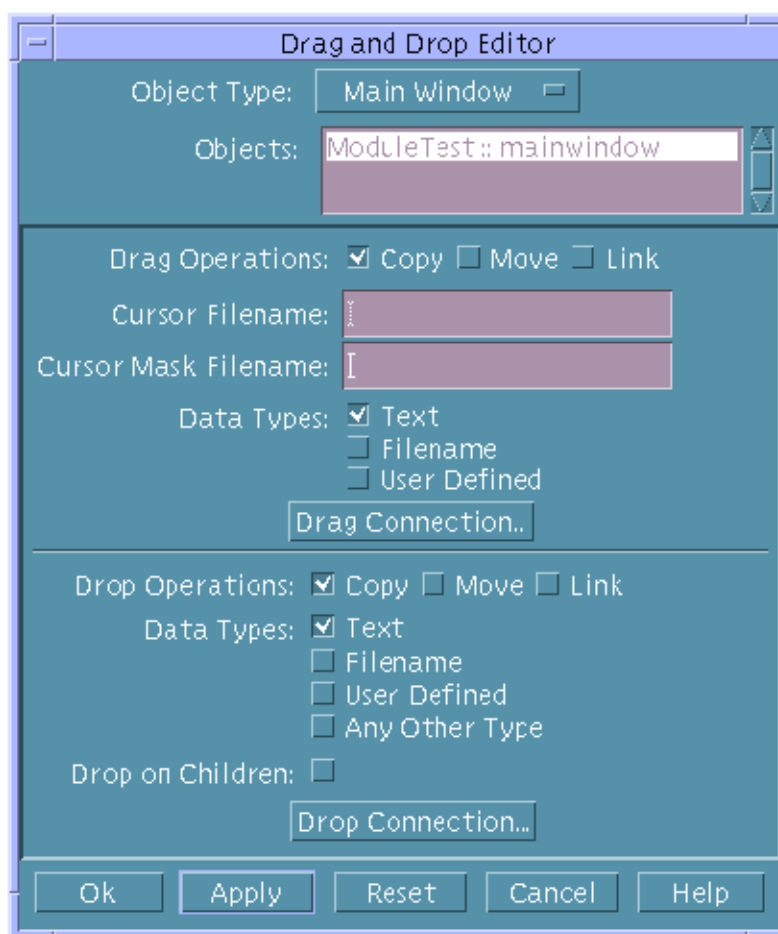 Drag and Drop Editor
Object Type: Main Window
Objects: ModuleTest :: mainwindow
Drag Operations: Copy Move Link
Cursor Filename:
Cursor Mask Filename:
Data Types: Text
Filename
User Defined
Drag Connection..
Drop Operations: Copy Move Link
Data Types: Text
Filename
User Defined
Any Other Type
Drop on Children:
Drop Connection...
Ok Apply Reset Cancel Help